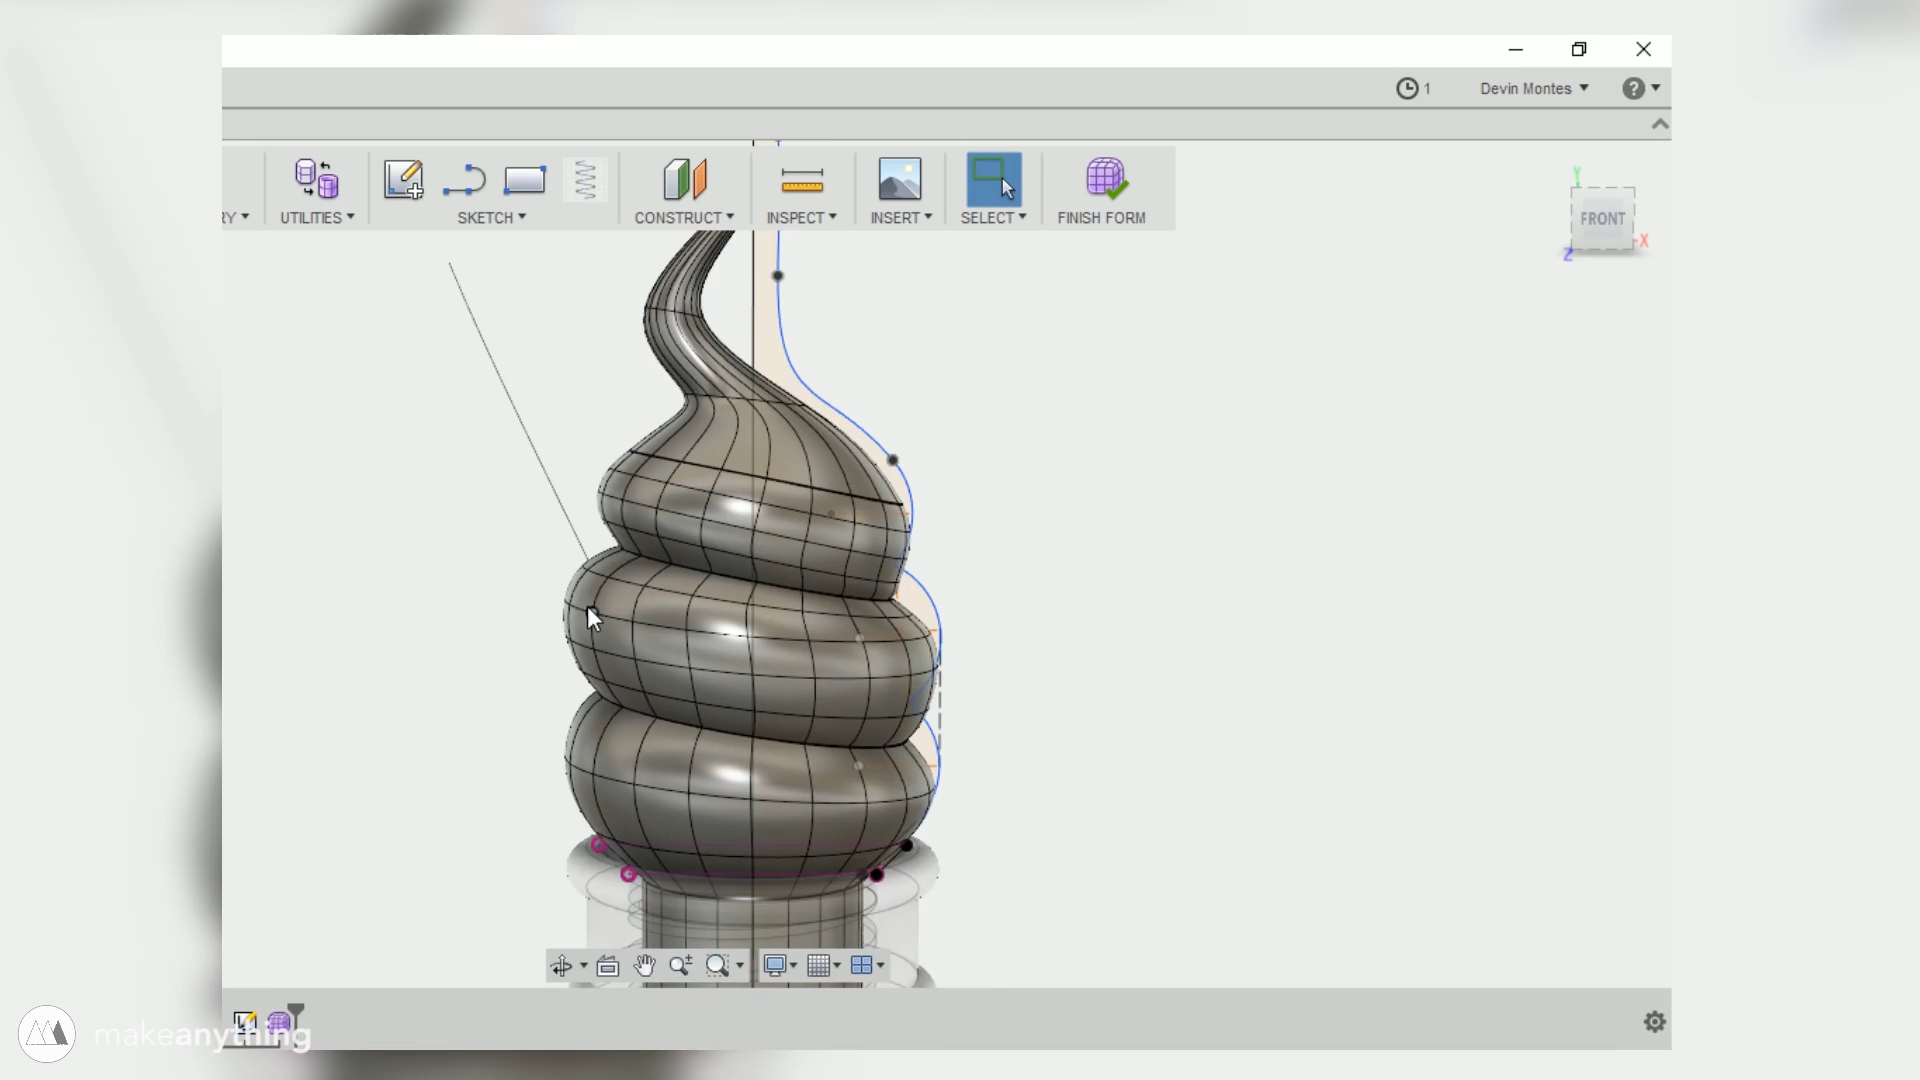 1
Devin Montes
?
RY
UTILITIES
SKETCH
CONSTRUCT
INSPECT
INSERT
SELECT
FINISH FORM
Y
FRONT
X
Z
makeanything